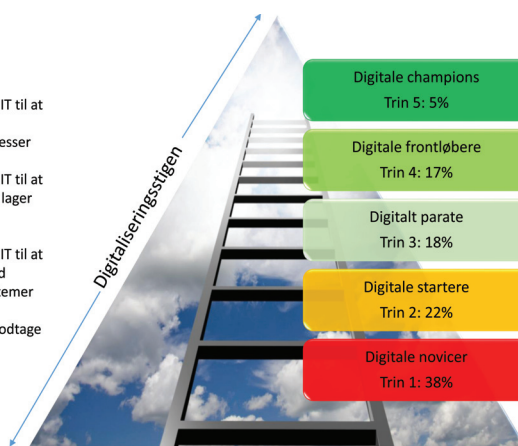 IT til at
esser
IT til at
lager
IT til at
d
temer
odtage
Digitaliseringsstigen
Digitale champions
Trin 5: 5%
Digitale frontløbere
Trin 4: 17%
Digitalt parate
Trin 3: 18%
Digitale startere
Trin 2: 22%
Digitale novicer
Trin 1: 38%